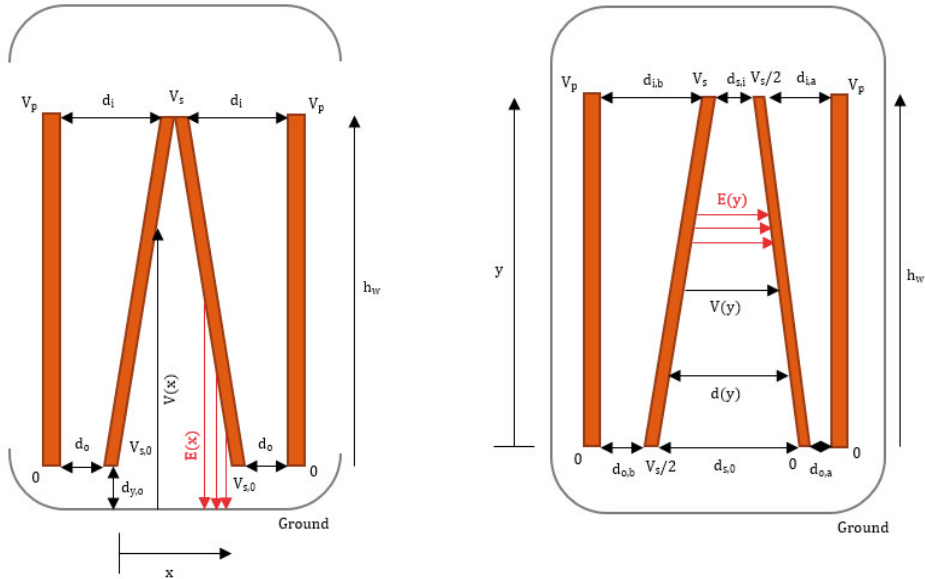 V_p d_i V_s d_i V_p
V(x)
E(x)
h_w
0 d_o V_s,0 V_s,0 d_o 0
d_y,o
Ground
x
V_p d_i,b V_s d_s,i V_s/2 d_i,a V_p
E(y)
y
V(y)
h_w
d(y)
0 d_o,b V_s/2 d_s,0 0 d_o,a 0
Ground